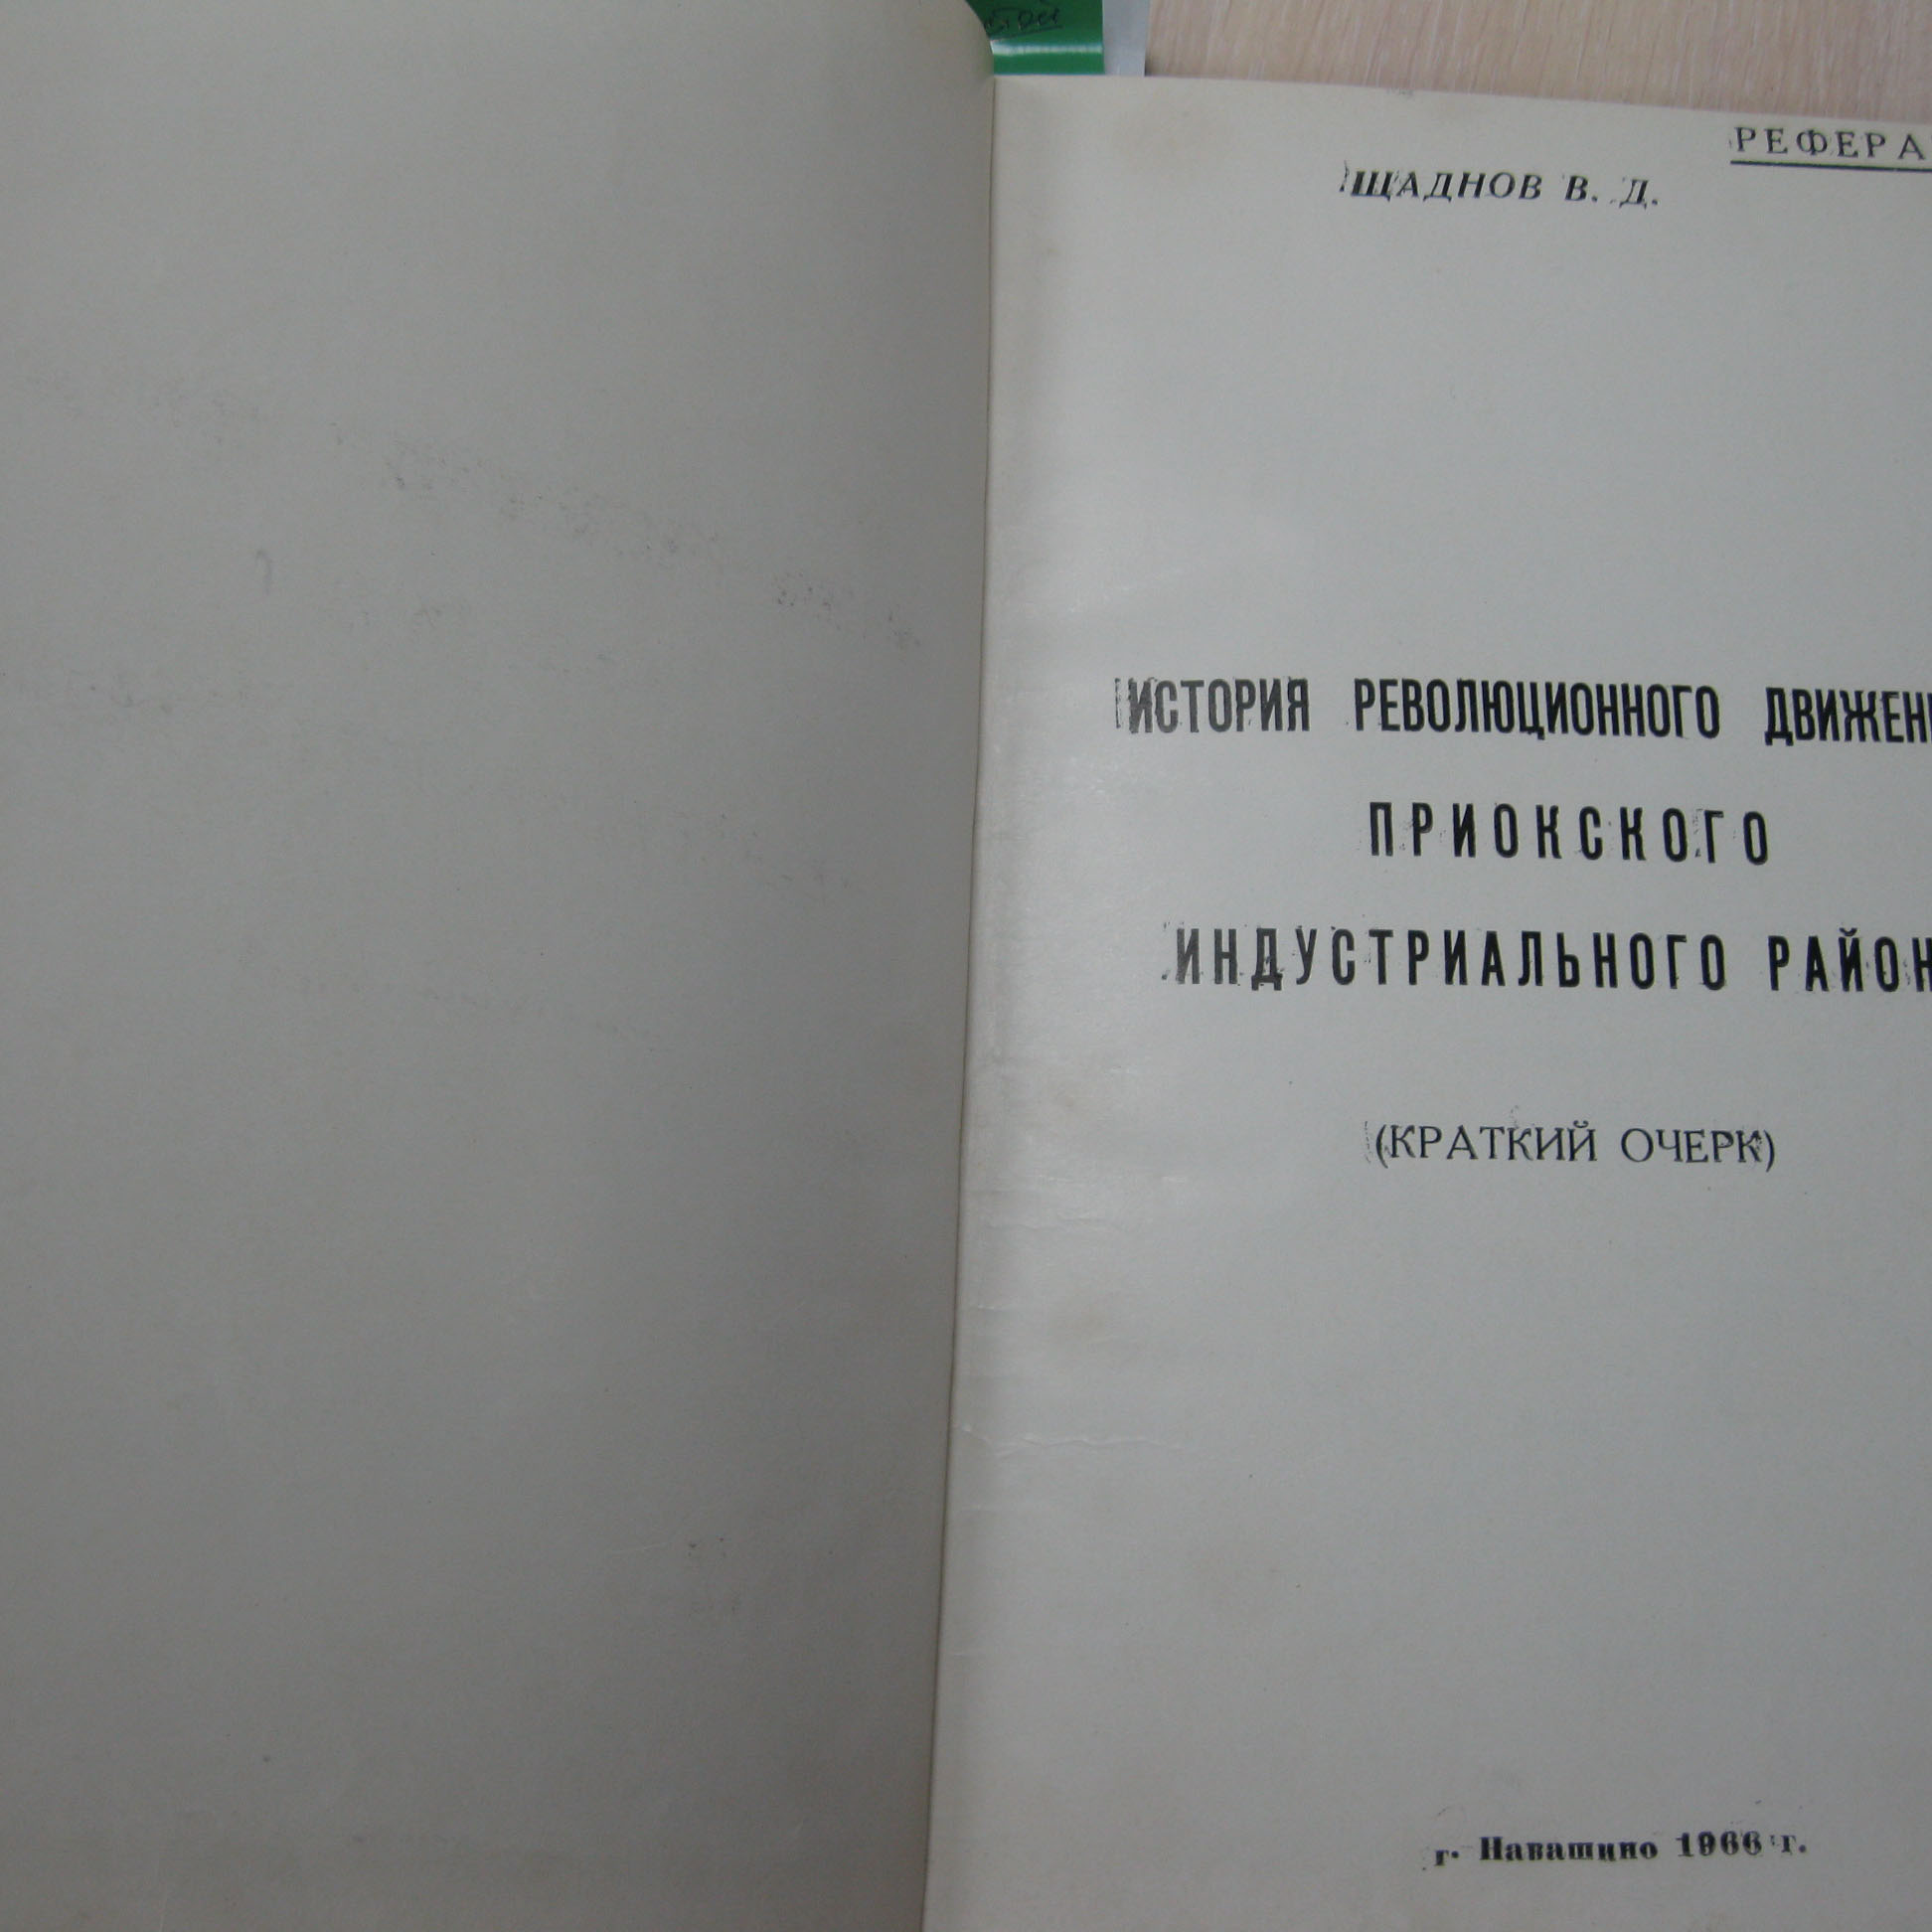 РЕФЕРА
ЩАДНОВ В. Д.
ИСТОРИЯ РЕВОЛЮЦИОННОГО ДВИЖЕН
ПРИОКСКОГО
ИНДУСТРИАЛЬНОГО РАЙОН
(КРАТКИЙ ОЧЕРК)
г. Навашино 1966 г.